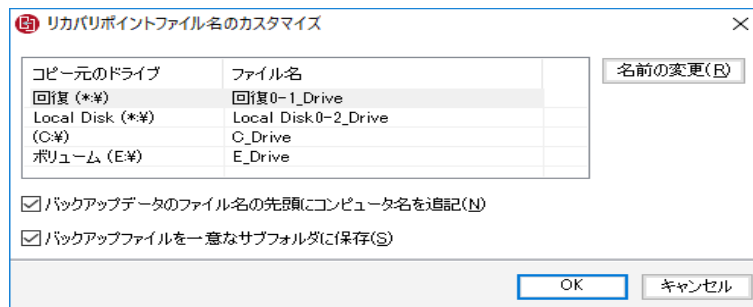 リカバリポイントファイル名のカスタマイズ
コピー元のドライブ ファイル名 名前の変更(R)
回復 (*:¥) 回復0-1_Drive
Local Disk (*:¥) Local Disk0-2_Drive
(C:¥) C_Drive
ボリューム (E:¥) E_Drive
バックアップデータのファイル名の先頭にコンピュータ名を追記(N)
バックアップファイルを一意なサブフォルダに保存(S)
OK キャンセル